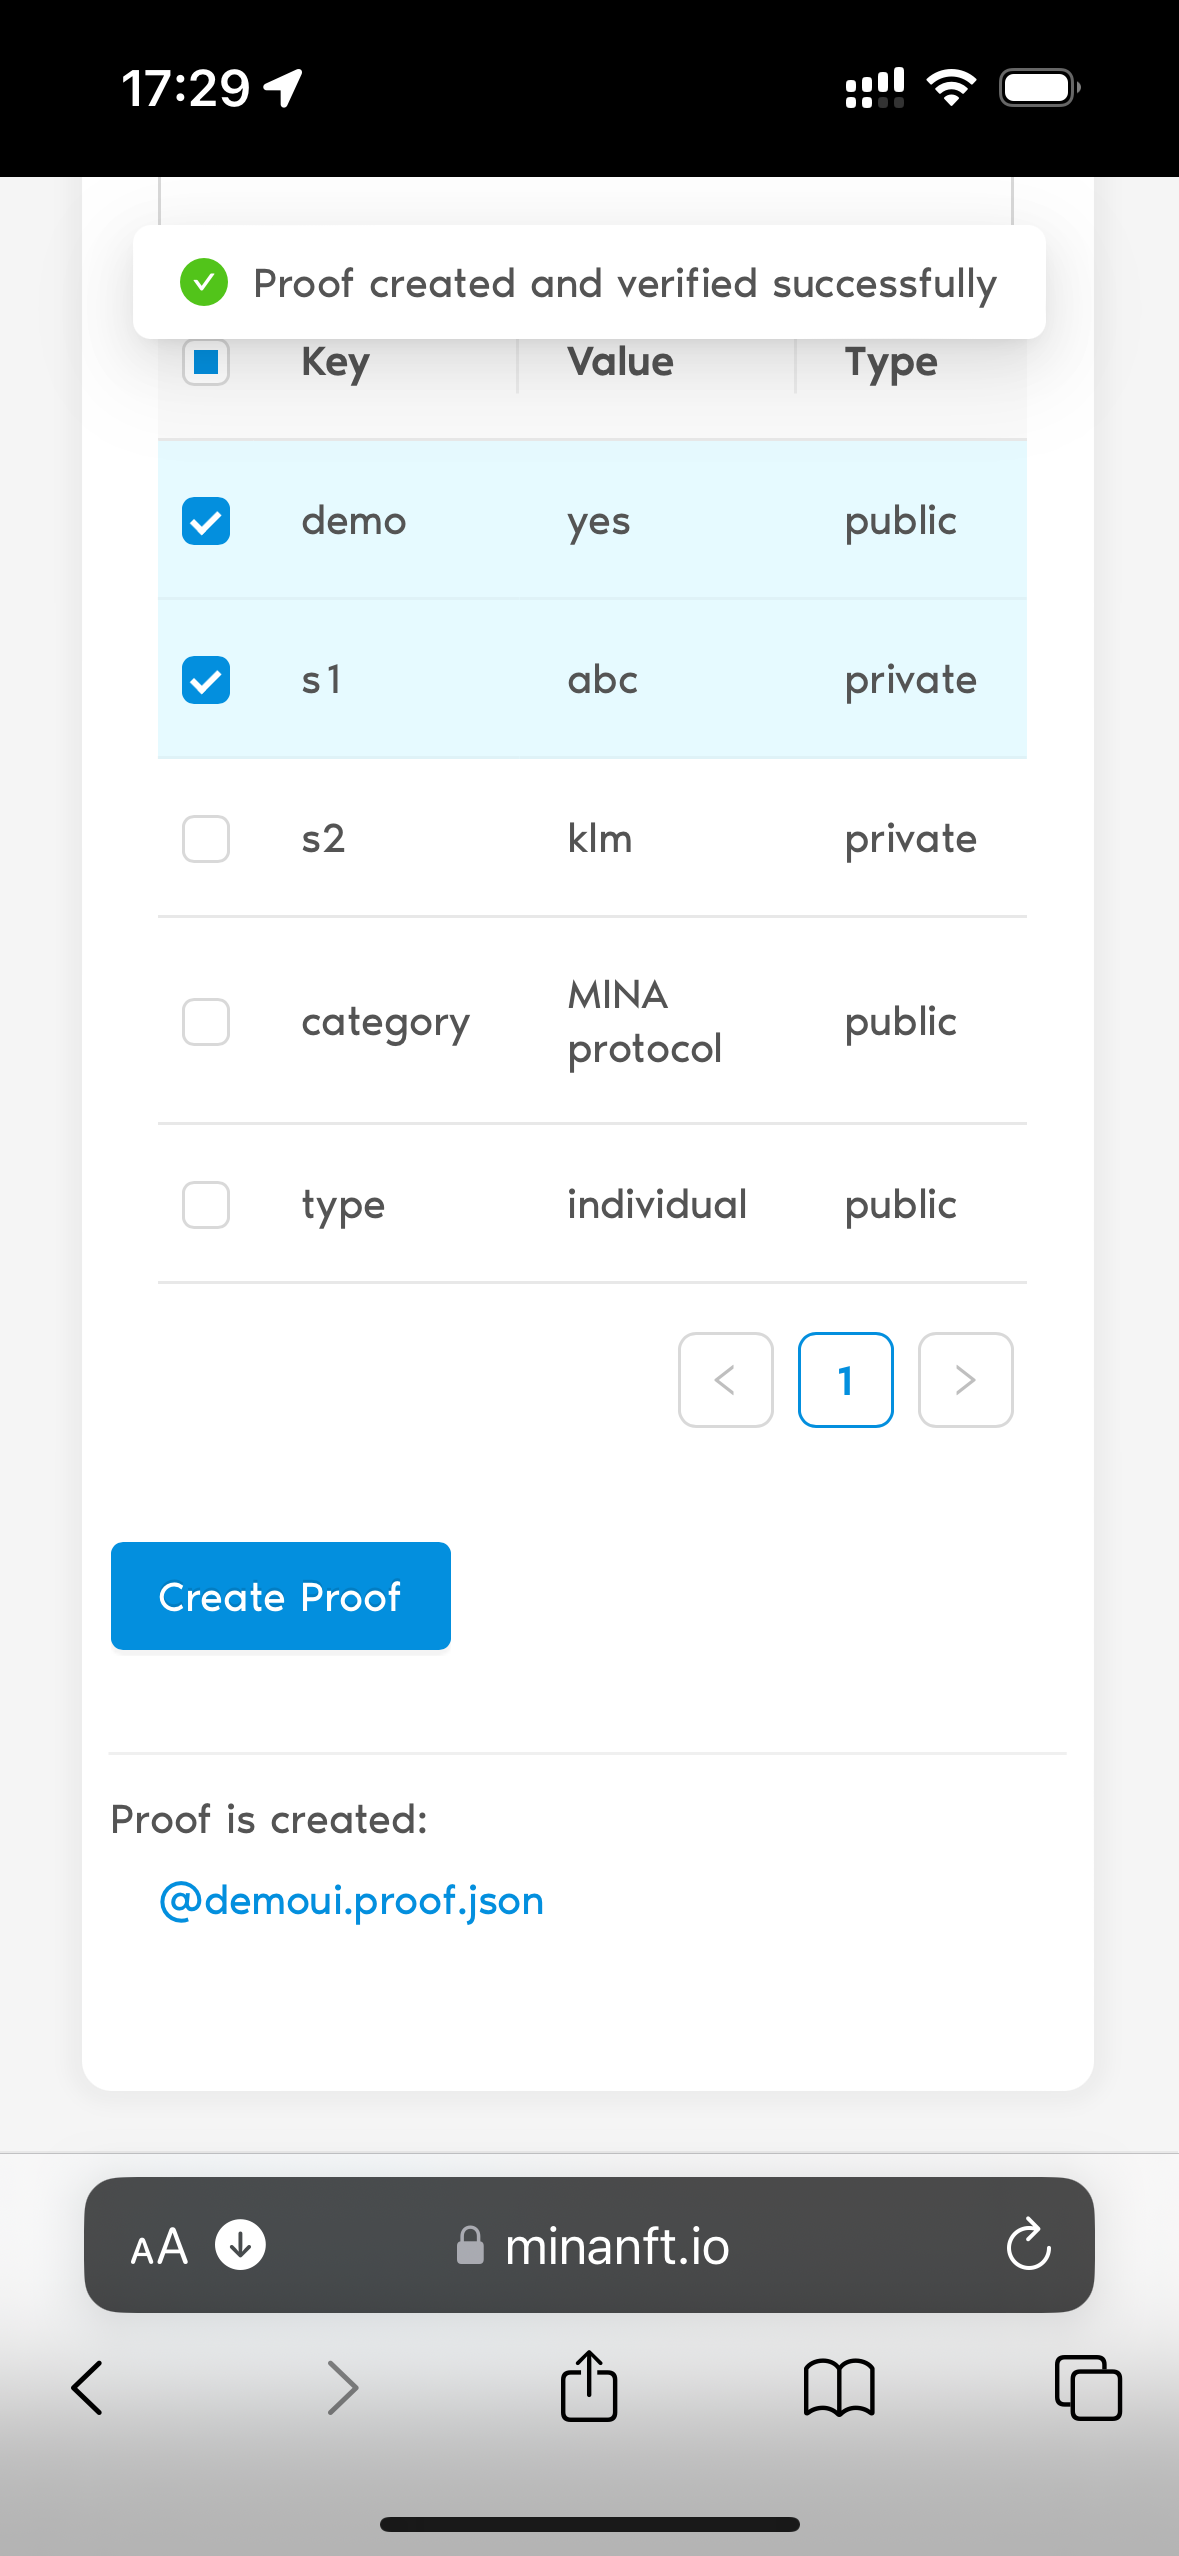 17:29
Proof created and verified successfully
Key Value Type
demo yes public
s1 abc private
s2 klm private
category MINA protocol public
type individual public
1
Create Proof
Proof is created:
@demoui.proof.json
AA minanft.io